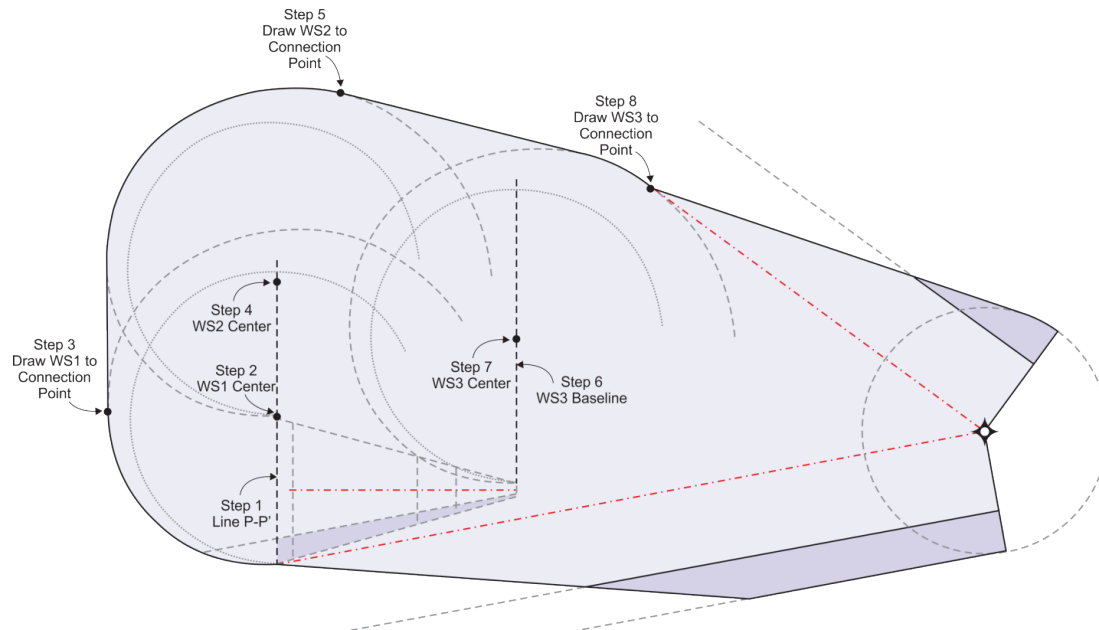 Step 5
Draw WS2 to
Connection
Point
Step 8
Draw WS3 to
Connection
Point
Step 4
WS2 Center
Step 3
Draw WS1 to
Connection
Point
Step 2
WS1 Center
Step 7
WS3 Center
Step 6
WS3 Baseline
Step 1
Line P-P'